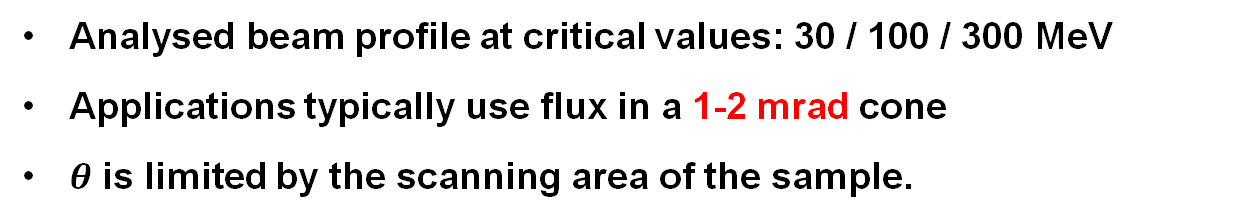 • Analysed beam profile at critical values: 30 / 100 / 300 MeV
• Applications typically use flux in a 1-2 mrad cone
• θ is limited by the scanning area of the sample.